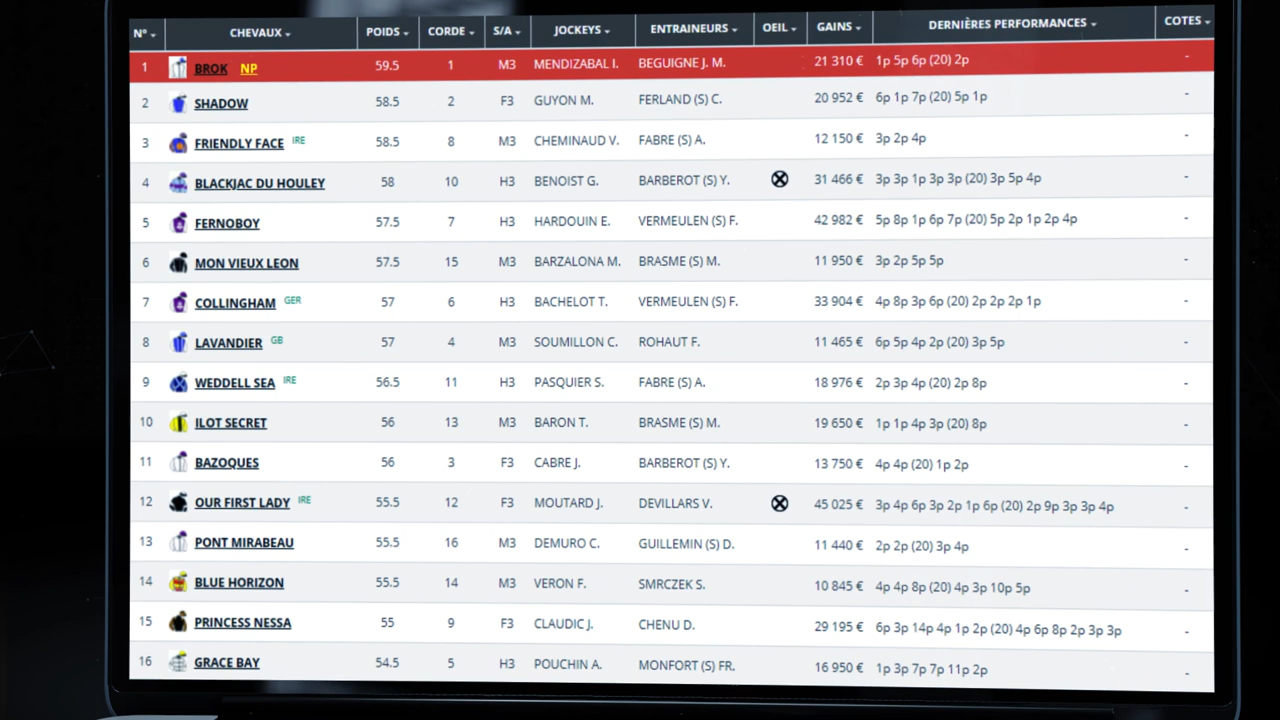 N° CHEVAUX POIDS CORDE S/A JOCKEYS ENTRAINEURS OEIL GAINS DERNIÈRES PERFORMANCES COTES
1 BROK NP 59.5 1 M3 MENDIZABAL I. BEGUIGNE J. M. 21 310 € 1p 5p 6p (20) 2p -
2 SHADOW 58.5 2 F3 GUYON M. FERLAND (S) C. 20 952 € 6p 1p 7p (20) 5p 1p -
3 FRIENDLY FACE IRE 58.5 8 M3 CHEMINAUD V. FABRE (S) A. 12 150 € 3p 2p 4p -
4 BLACKJAC DU HOULEY 58 10 H3 BENOIST G. BARBEROT (S) Y. 31 466 € 3p 3p 1p 3p 3p (20) 3p 5p 4p -
5 FERNOBOY 57.5 7 H3 HARDOUIN E. VERMEULEN (S) F. 42 982 € 5p 8p 1p 6p 7p (20) 5p 2p 1p 2p 4p -
6 MON VIEUX LEON 57.5 15 M3 BARZALONA M. BRASME (S) M. 11 950 € 3p 2p 5p 5p -
7 COLLINGHAM GER 57 6 H3 BACHELOT T. VERMEULEN (S) F. 33 904 € 4p 8p 3p 6p (20) 2p 2p 2p 1p -
8 LAVANDIER GB 57 4 M3 SOUMILLON C. ROHAUT F. 11 465 € 6p 5p 4p 2p (20) 3p 5p -
9 WEDDELL SEA IRE 56.5 11 H3 PASQUIER S. FABRE (S) A. 18 976 € 2p 3p 4p (20) 2p 8p -
10 ILOT SECRET 56 13 M3 BARON T. BRASME (S) M. 19 650 € 1p 1p 4p 3p (20) 8p -
11 BAZOQUES 56 3 F3 CABRE J. BARBEROT (S) Y. 13 750 € 4p 4p (20) 1p 2p -
12 OUR FIRST LADY IRE 55.5 12 F3 MOUTARD J. DEVILLARS V. 45 025 € 3p 4p 6p 3p 2p 1p 6p (20) 2p 9p 3p 3p 4p -
13 PONT MIRABEAU 55.5 16 M3 DEMURO C. GUILLEMIN (S) D. 11 440 € 2p 2p (20) 3p 4p -
14 BLUE HORIZON 55.5 14 M3 VERON F. SMRCZEK S. 10 845 € 4p 4p 8p (20) 4p 3p 10p 5p -
15 PRINCESS NESSA 55 9 F3 CLAUDIC J. CHENU D. 29 195 € 6p 3p 14p 4p 1p 2p (20) 4p 6p 8p 2p 3p 3p -
16 GRACE BAY 54.5 5 H3 POUCHIN A. MONFORT (S) FR. 16 950 € 1p 3p 7p 7p 11p 2p -